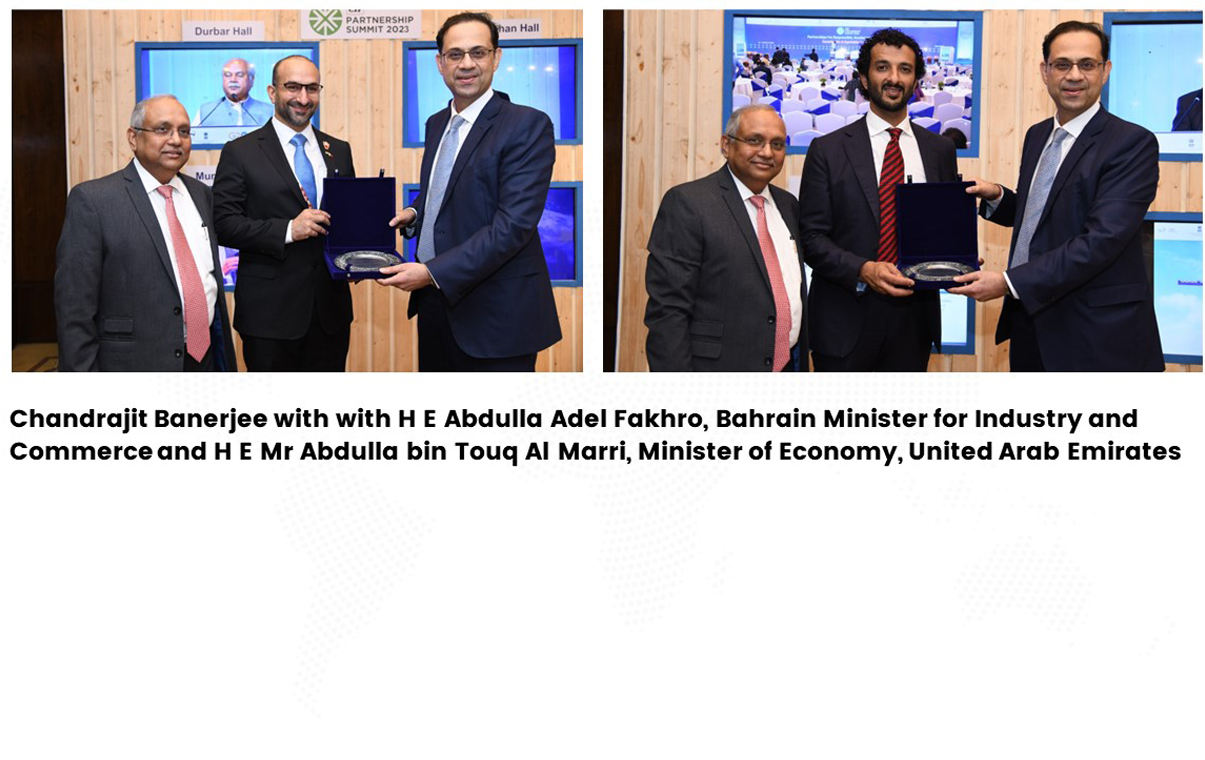 Durbar Hall
PARTNERSHIP
SUMMIT 2023
han Hall
Mu
Chandrajit Banerjee with with H E Abdulla Adel Fakhro, Bahrain Minister for Industry and
Commerce and H E Mr Abdulla bin Touq Al Marri, Minister of Economy, United Arab Emirates